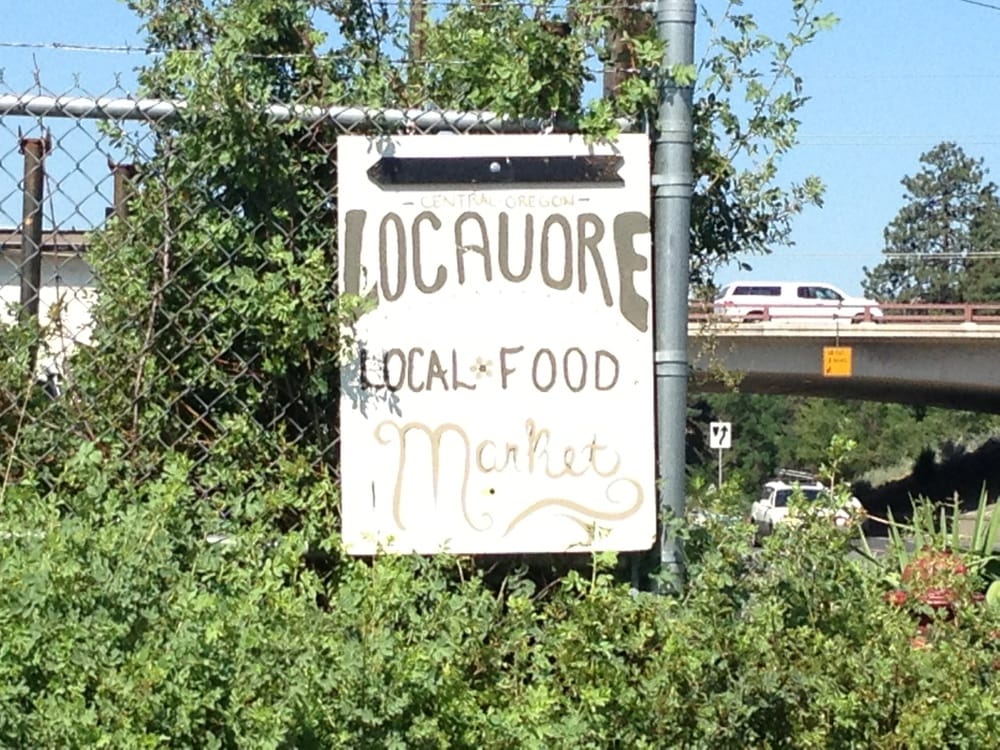 - CENTRAL OREGON -
LOCAVORE
LOCAL FOOD
Market